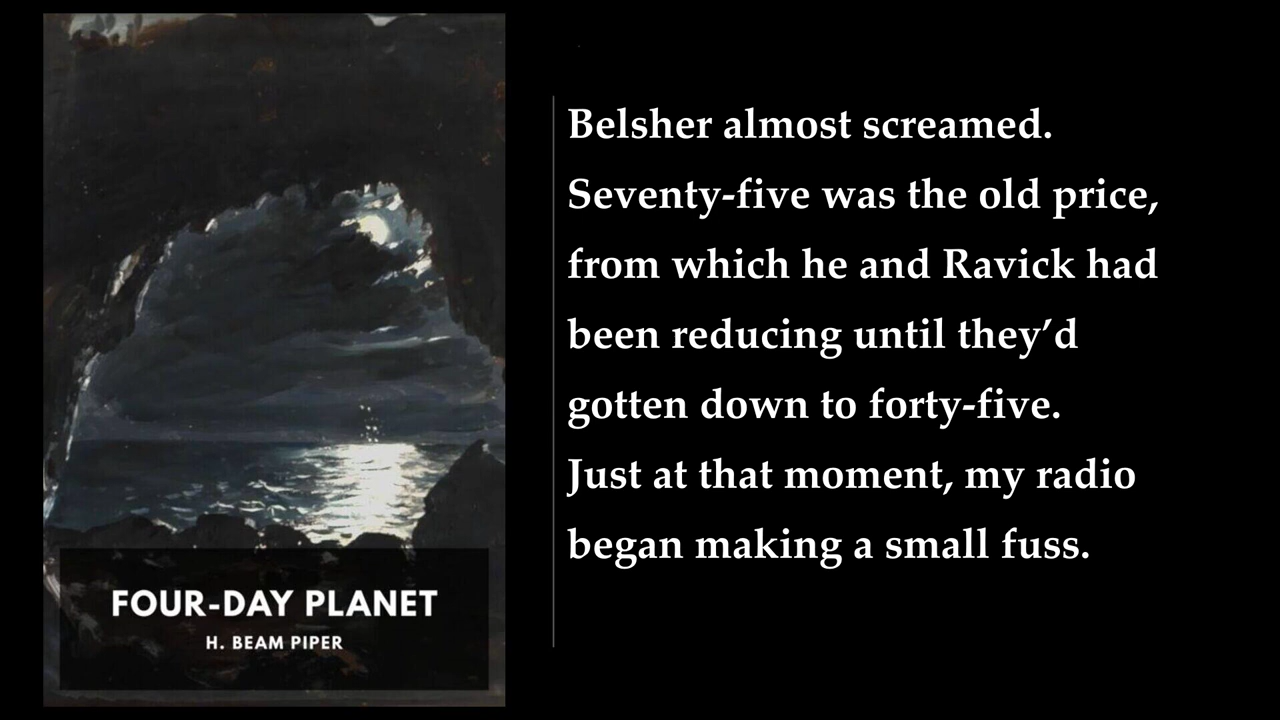 Belsher almost screamed.
Seventy-five was the old price,
from which he and Ravick had
been reducing until they’d
gotten down to forty-five.
Just at that moment, my radio
began making a small fuss.
FOUR-DAY PLANET
H. BEAM PIPER